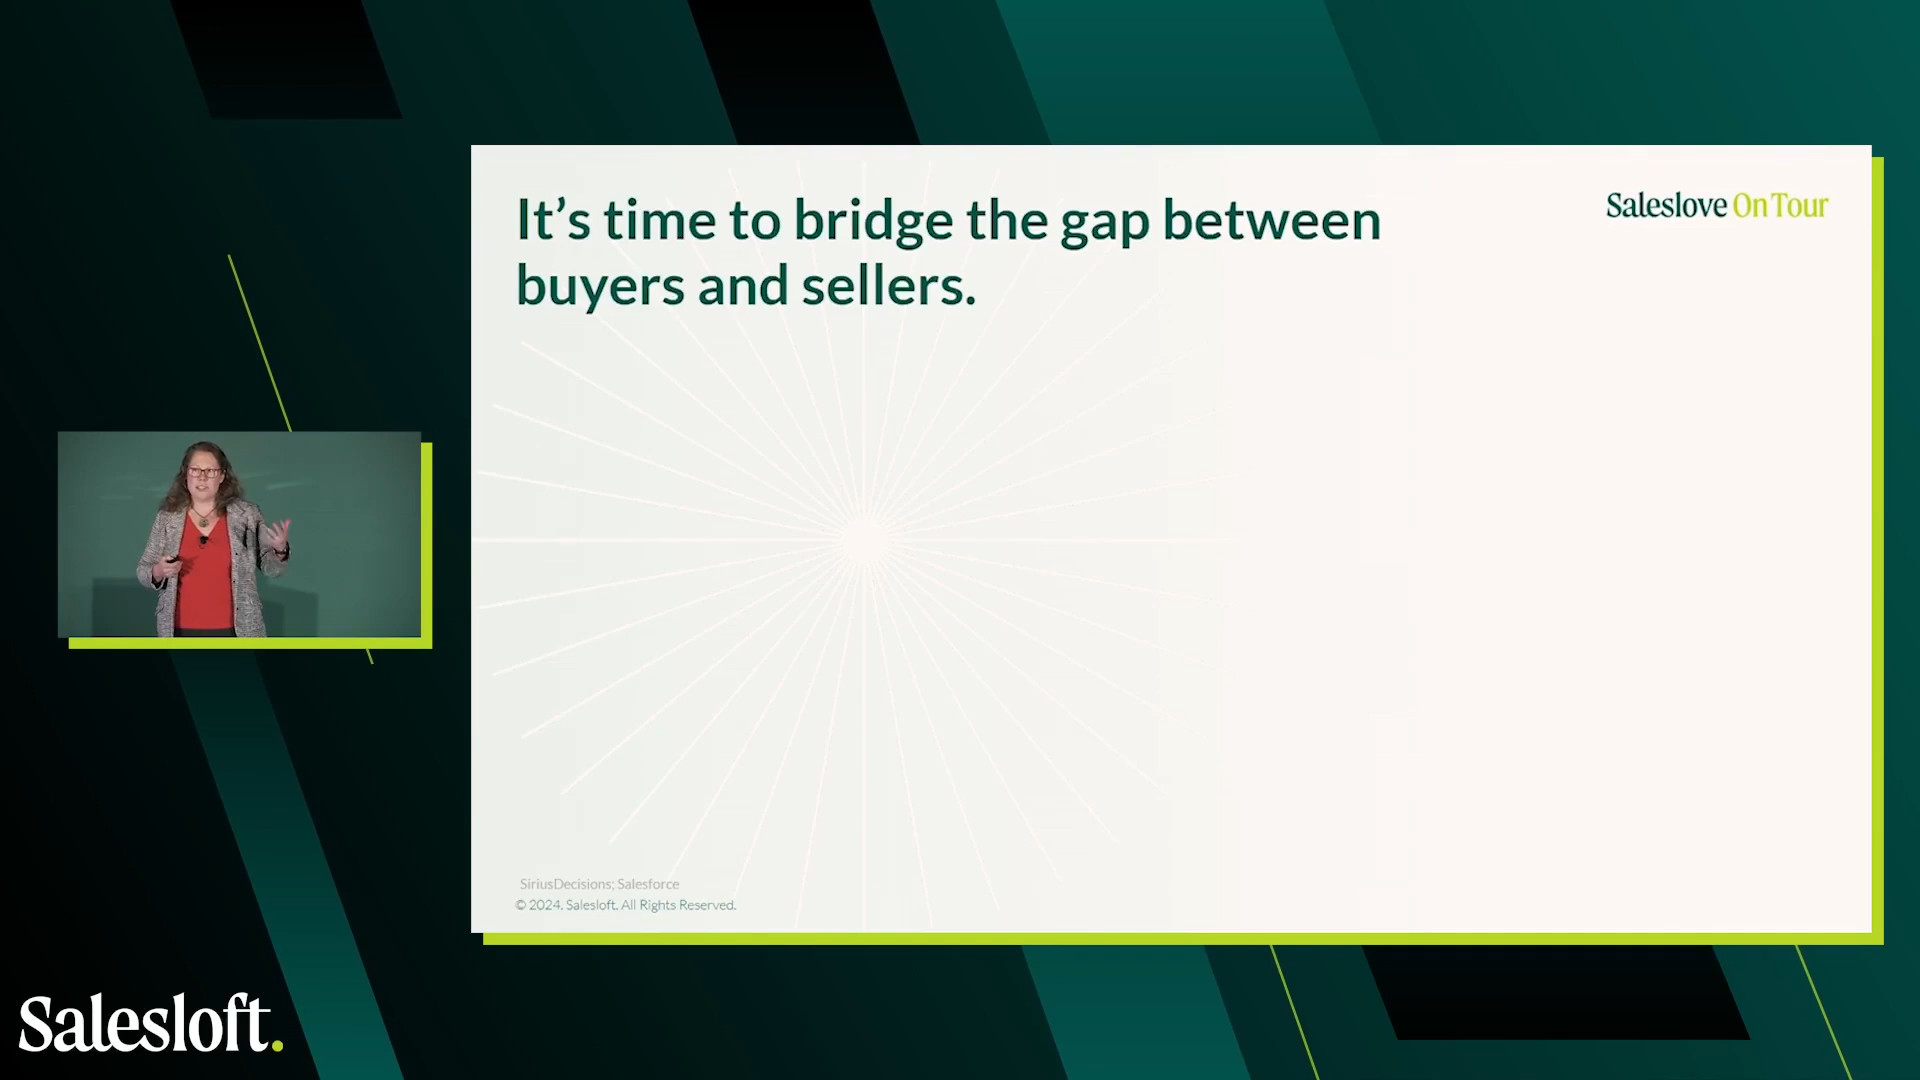 It's time to bridge the gap between
buyers and sellers.
Saleslove On Tour
SiriusDecisions; Salesforce
© 2024, Salesloft. All Rights Reserved.
Salesloft.